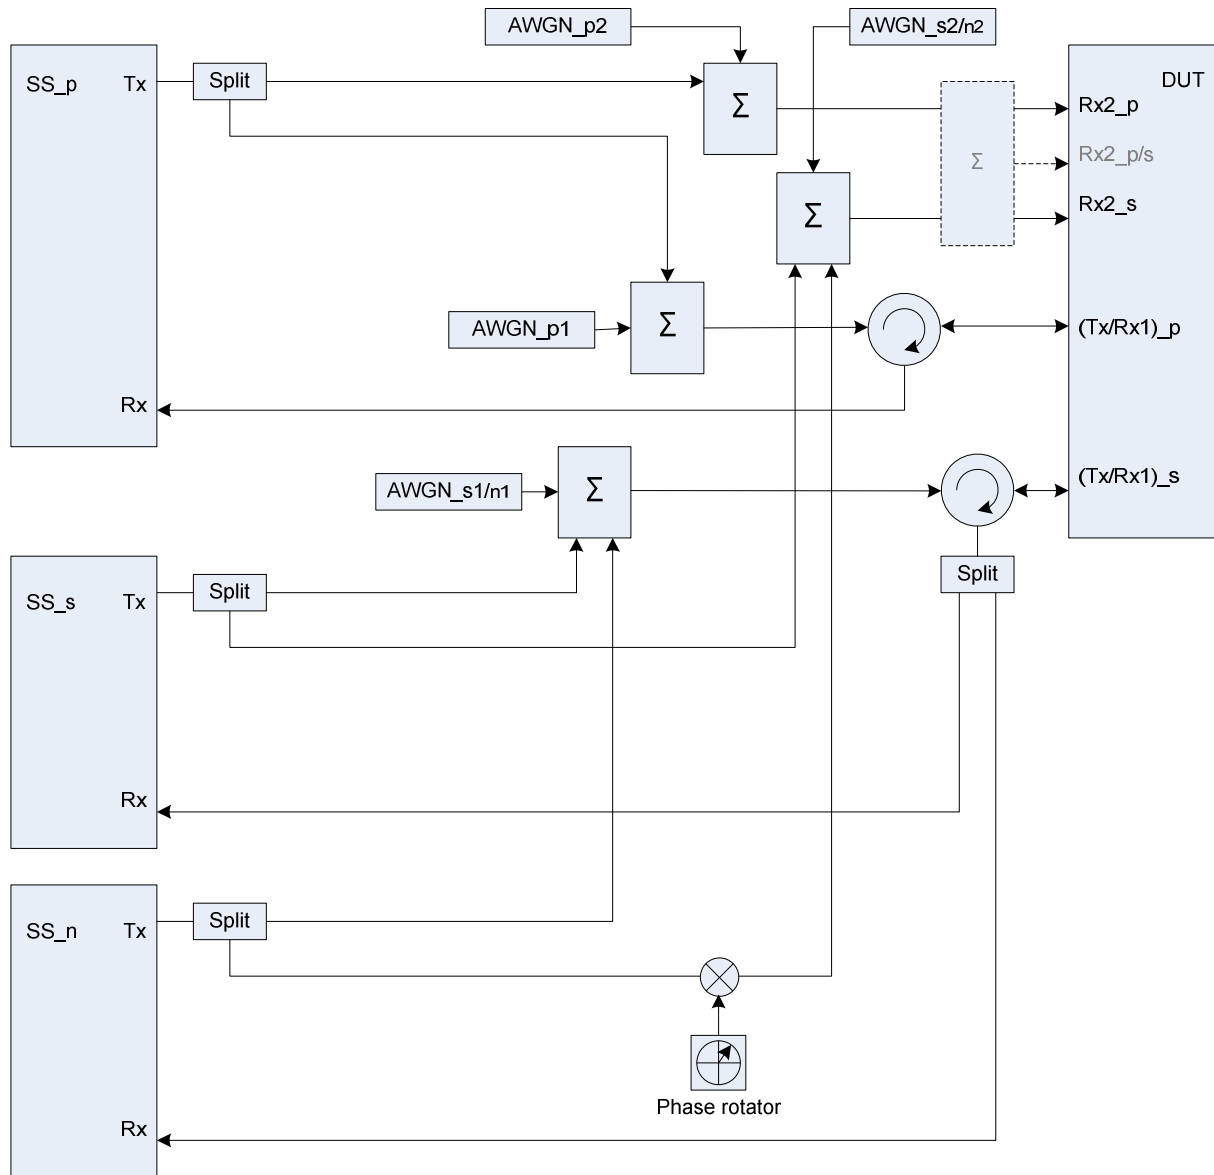 AWGN_p2
AWGN_s2/n2
SS_p
Tx
Split
Σ
DUT
Rx2_p
Σ
Rx2_p/s
Σ
Rx2_s
AWGN_p1
Σ
(Tx/Rx1)_p
Rx
AWGN_s1/n1
Σ
(Tx/Rx1)_s
Split
SS_s
Tx
Split
Rx
SS_n
Tx
Split
Phase rotator
Rx